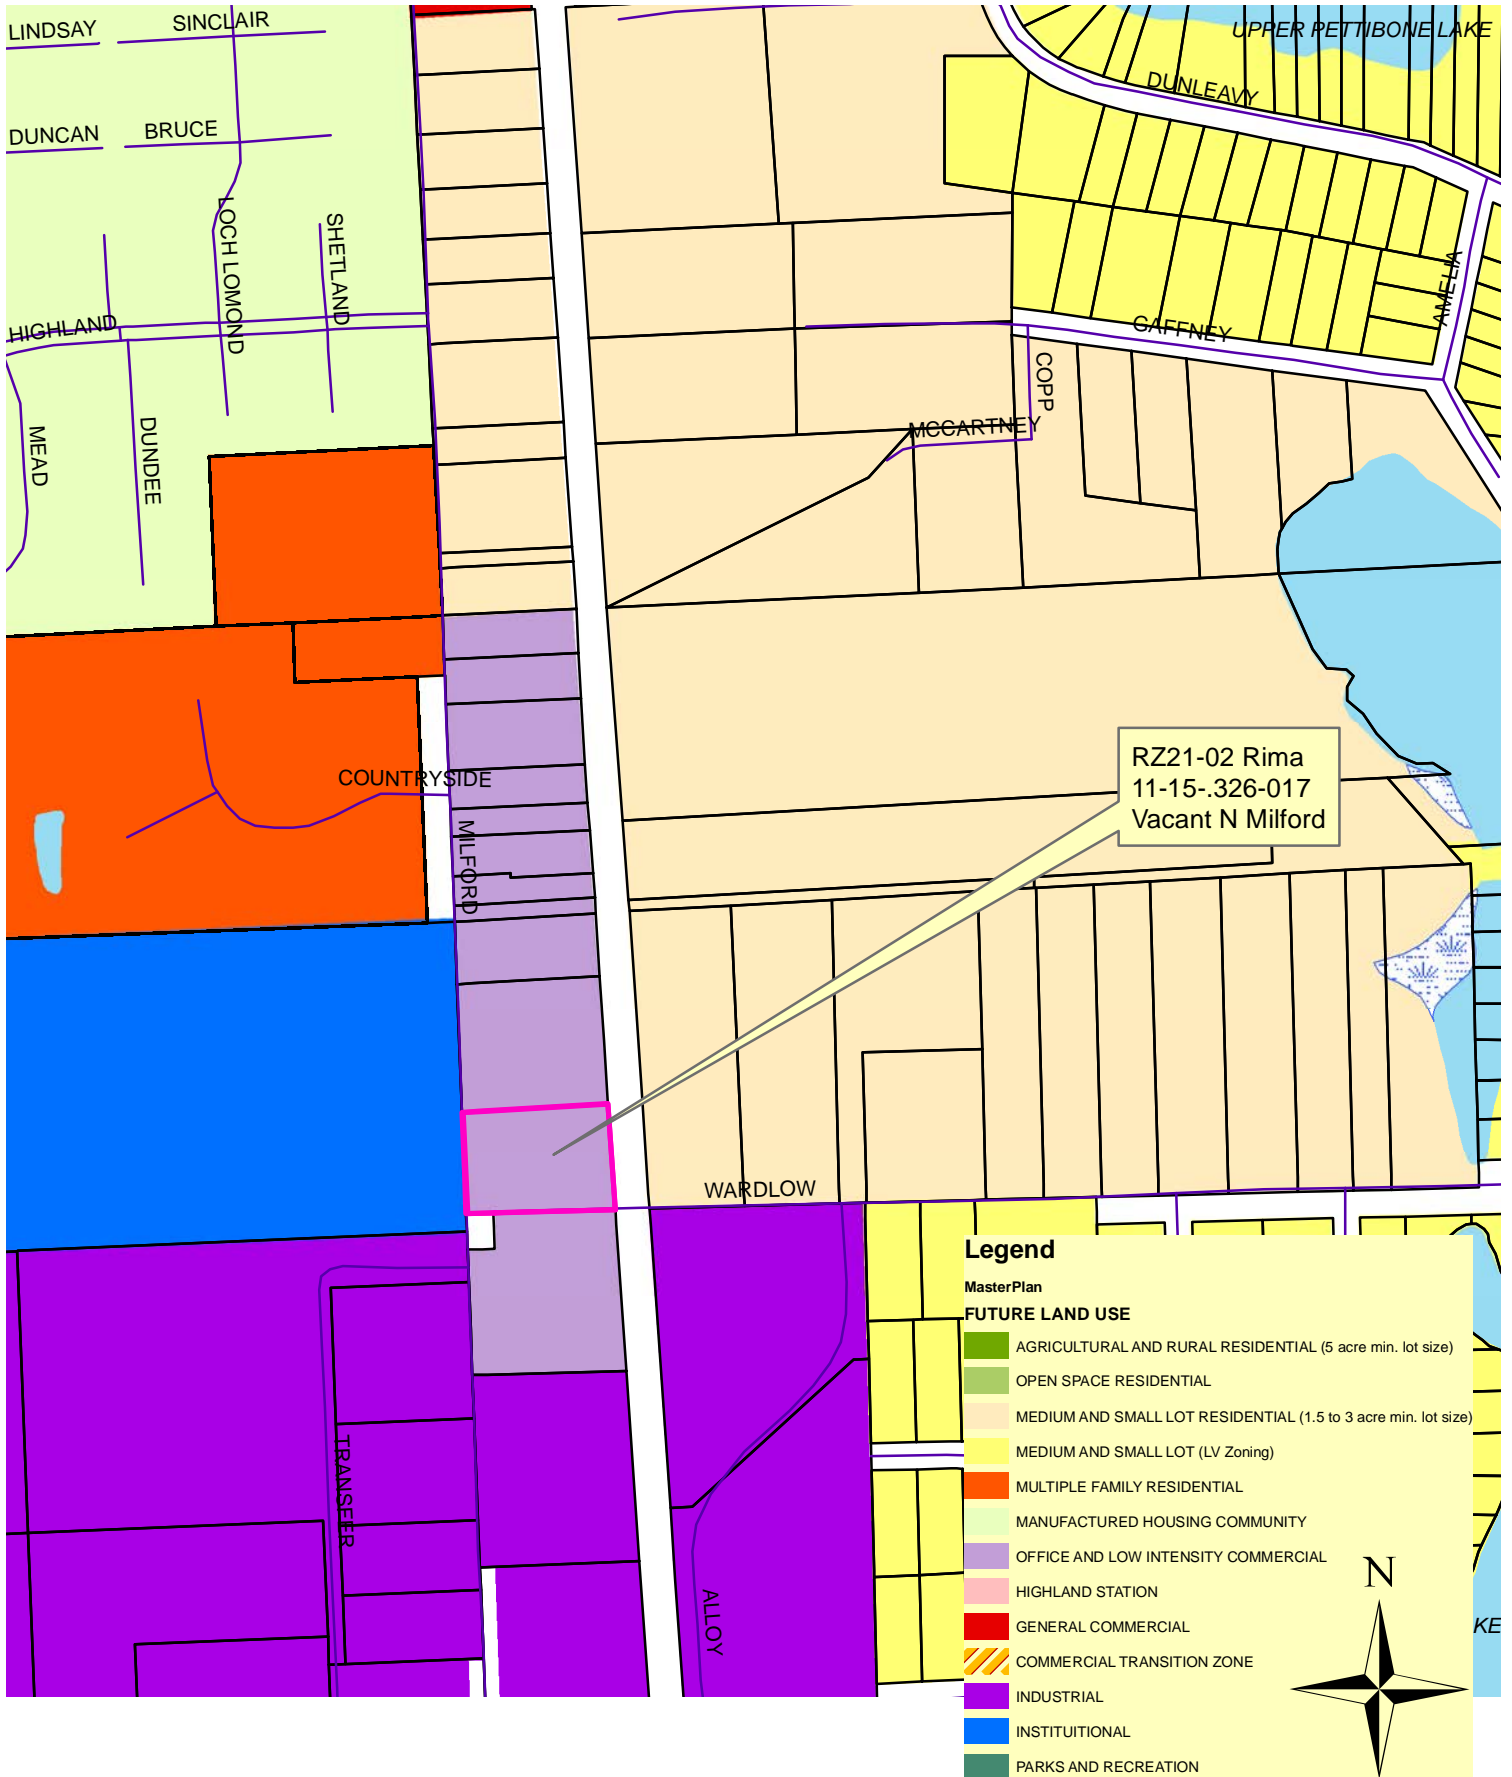 LINDSAY
SINCLAIR
UPPER PETTIBONE LAKE
DUNLEAVY
DUNCAN
BRUCE
LOCH LOMOND
SHETLAND
AMELIA
HIGHLAND
GAFFNEY
COPP
MEAD
DUNDEE
MCCARTNEY
RZ21-02 Rima
11-15-.326-017
Vacant N Milford
COUNTRYSIDE
MILFORD
WARDLOW
TRANSFER
ALLOY
Legend
MasterPlan
FUTURE LAND USE
AGRICULTURAL AND RURAL RESIDENTIAL (5 acre min. lot size)
OPEN SPACE RESIDENTIAL
MEDIUM AND SMALL LOT RESIDENTIAL (1.5 to 3 acre min. lot size)
MEDIUM AND SMALL LOT (LV Zoning)
MULTIPLE FAMILY RESIDENTIAL
MANUFACTURED HOUSING COMMUNITY
OFFICE AND LOW INTENSITY COMMERCIAL
HIGHLAND STATION
GENERAL COMMERCIAL
COMMERCIAL TRANSITION ZONE
INDUSTRIAL
INSTITUITIONAL
PARKS AND RECREATION
N
KE